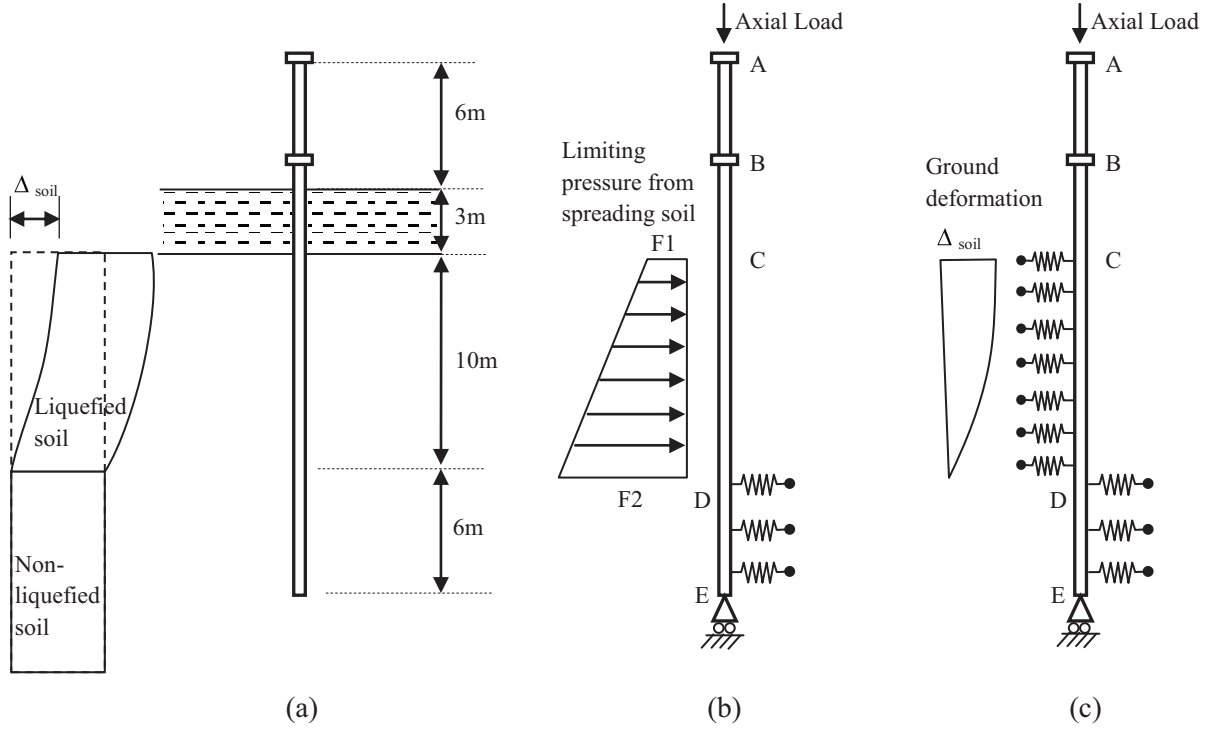 Δ soil
6m
3m
10m
6m
Liquefied
soil
Non-
liquefied
soil
(a)
Axial Load
A
B
Limiting
pressure from
spreading soil
F1
C
F2
D
E
(b)
Axial Load
A
B
Ground
deformation
Δ soil
C
D
E
(c)